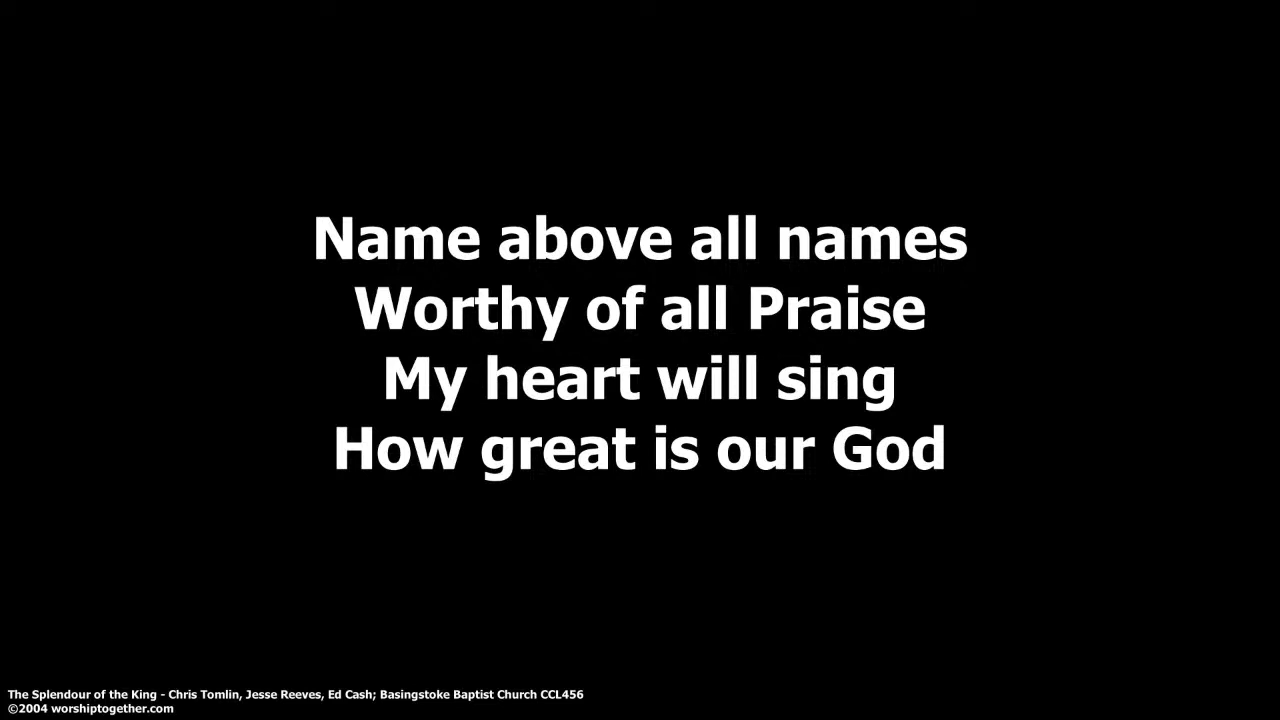 Name above all names
Worthy of all Praise
My heart will sing
How great is our God
The Splendour of the King - Chris Tomlin, Jesse Reeves, Ed Cash; Basingstoke Baptist Church CCL456
©2004 worshiptogether.com